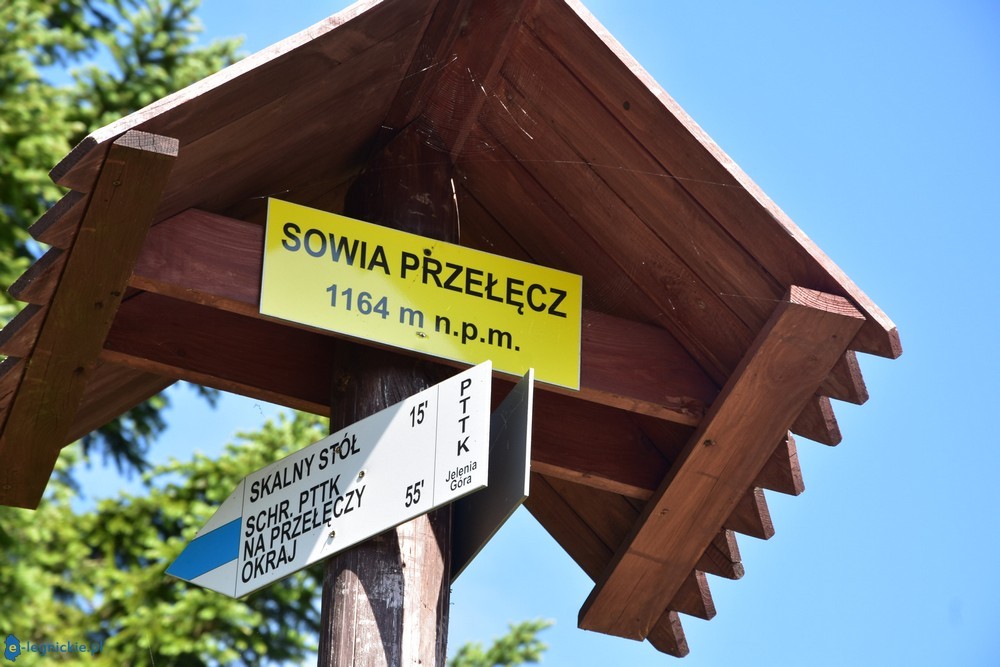 SOWIA PRZEŁĘCZ
1164 m n.p.m.
SKALNY STÓŁ 15'
SCHR. PTTK
NA PRZEŁĘCZY 55'
OKRAJ
PTTK
Jelenia
Góra
e-legnickie.pl